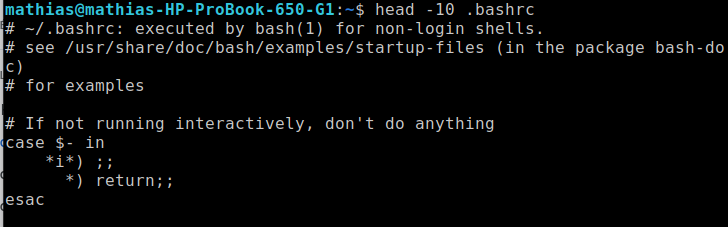 mathias@mathias-HP-ProBook-650-G1:~$ head -10 .bashrc
# ~/.bashrc: executed by bash(1) for non-login shells.
# see /usr/share/doc/bash/examples/startup-files (in the package bash-do
c)
# for examples

# If not running interactively, don't do anything
case $- in
    *i*) ;;
      *) return;;
esac